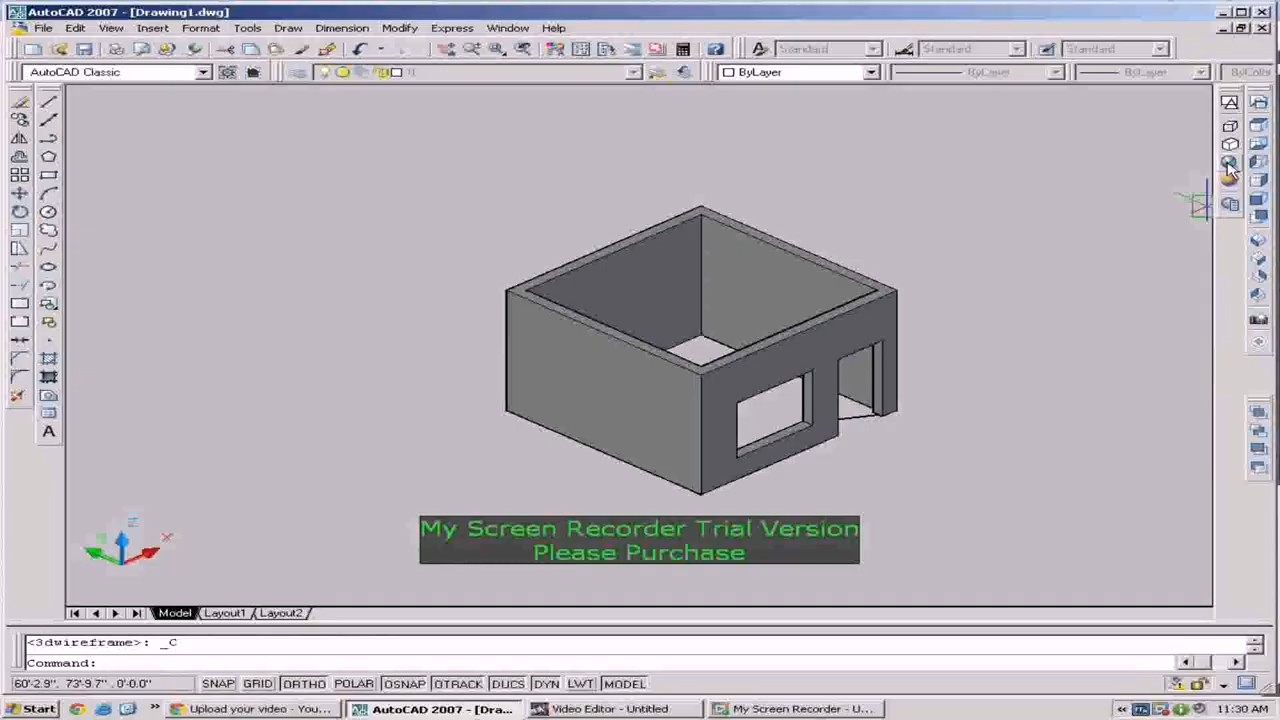 AutoCAD 2007 - [Drawing1.dwg]
File Edit View Insert Format Tools Draw Dimension Modify Express Window Help
Standard Standard Standard
AutoCAD Classic ByLayer ByLayer ByLayer
My Screen Recorder Trial Version
Please Purchase
Model Layout1 Layout2
<3dwireframe>: _C
Command:
60'-2.9", 73'-9.7", 0'-0.0" SNAP GRID ORTHO POLAR OSNAP OTRACK DUCS DYN LWT MODEL
Start Upload your video - You... AutoCAD 2007 - [Dra... Video Editor - Untitled My Screen Recorder - U... 11:30 AM